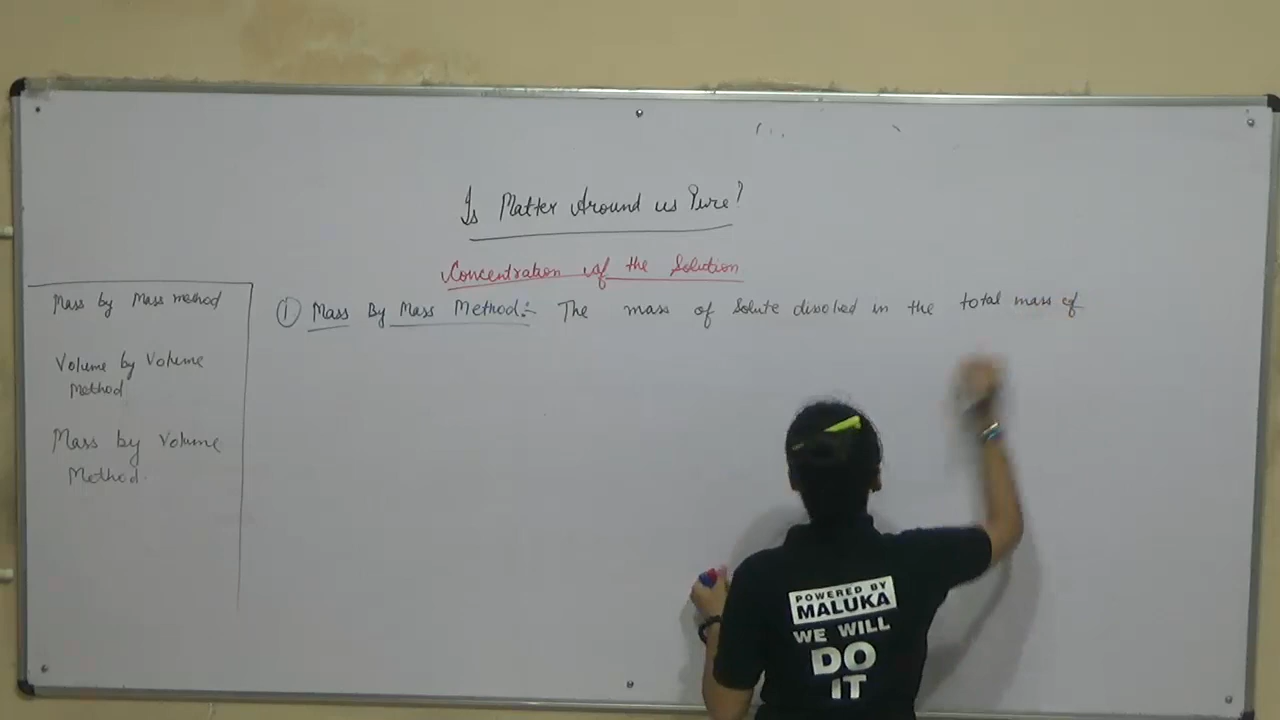 Is Matter Around us Pure?
Concentration of the Solution
Mass by Mass method
Volume by Volume
Method
Mass by Volume
Method.
① Mass By Mass Method:- The mass of Solute disolved in the total mass of
POWERED BY
MALUKA
WE WILL
DO
IT